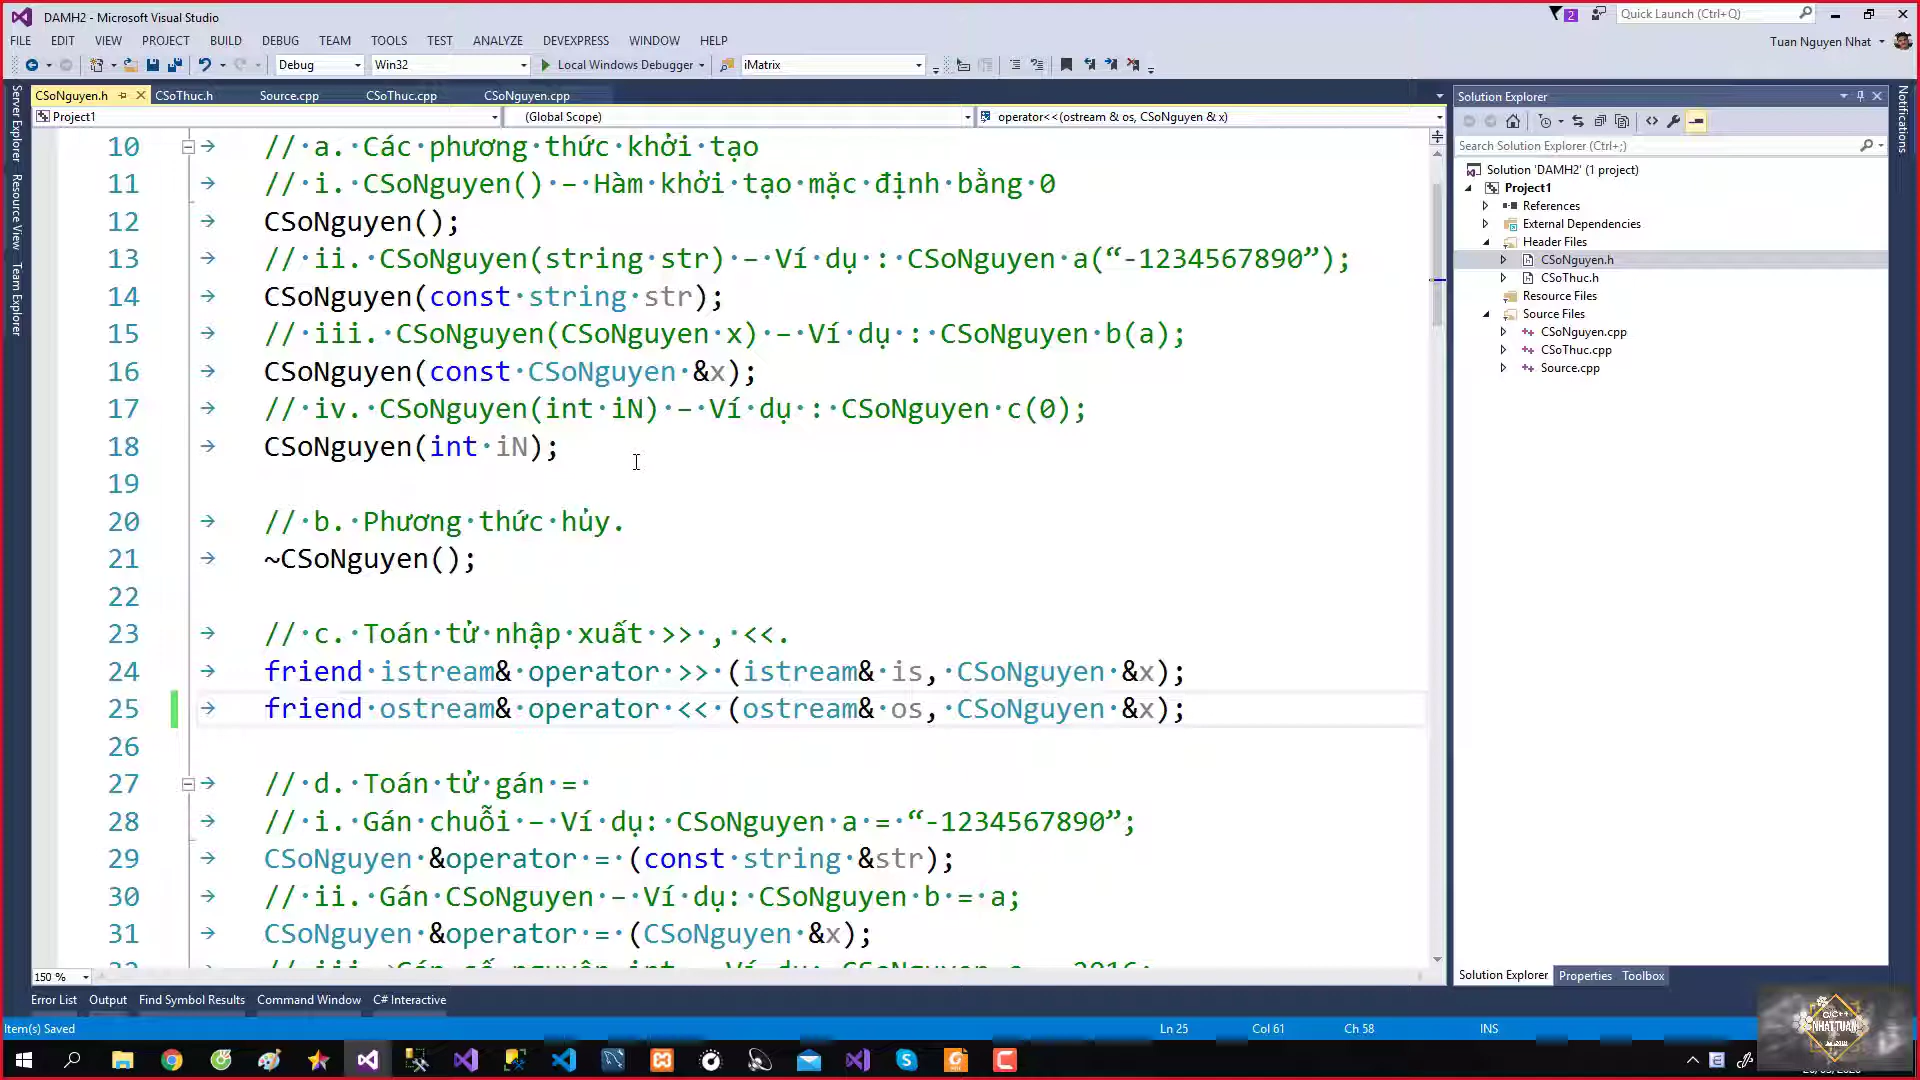 DAMH2 - Microsoft Visual Studio
2
Quick Launch (Ctrl+Q)
FILE EDIT VIEW PROJECT BUILD DEBUG TEAM TOOLS TEST ANALYZE DEVEXPRESS WINDOW HELP
Tuan Nguyen Nhat
Debug Win32 Local Windows Debugger iMatrix
CSoNguyen.h CSoThuc.h Source.cpp CSoThuc.cpp CSoNguyen.cpp
Project1 (Global Scope) operator<<(ostream & os, CSoNguyen & x)
Server Explorer
Resource View
Team Explorer
10 // a. Các phương thức khởi tạo
11 // i. CSoNguyen() – Hàm khởi tạo mặc định bằng 0
12 CSoNguyen();
13 // ii. CSoNguyen(string str) – Ví dụ : CSoNguyen a(“-1234567890”);
14 CSoNguyen(const string str);
15 // iii. CSoNguyen(CSoNguyen x) – Ví dụ : CSoNguyen b(a);
16 CSoNguyen(const CSoNguyen &x);
17 // iv. CSoNguyen(int iN) – Ví dụ : CSoNguyen c(0);
18 CSoNguyen(int iN);
19
20 // b. Phương thức hủy.
21 ~CSoNguyen();
22
23 // c. Toán tử nhập xuất >> , <<.
24 friend istream& operator >> (istream& is, CSoNguyen &x);
25 friend ostream& operator << (ostream& os, CSoNguyen &x);
26
27 // d. Toán tử gán =
28 // i. Gán chuỗi – Ví dụ: CSoNguyen a = “-1234567890”;
29 CSoNguyen &operator = (const string &str);
30 // ii. Gán CSoNguyen – Ví dụ: CSoNguyen b = a;
31 CSoNguyen &operator = (CSoNguyen &x);
150 %
Solution Explorer
Search Solution Explorer (Ctrl+;)
Solution 'DAMH2' (1 project)
Project1
References
External Dependencies
Header Files
CSoNguyen.h
CSoThuc.h
Resource Files
Source Files
CSoNguyen.cpp
CSoThuc.cpp
Source.cpp
Solution Explorer Properties Toolbox
Notifications
Error List Output Find Symbol Results Command Window C# Interactive
Item(s) Saved Ln 25 Col 61 Ch 58 INS
C/C++
NHATTUAN